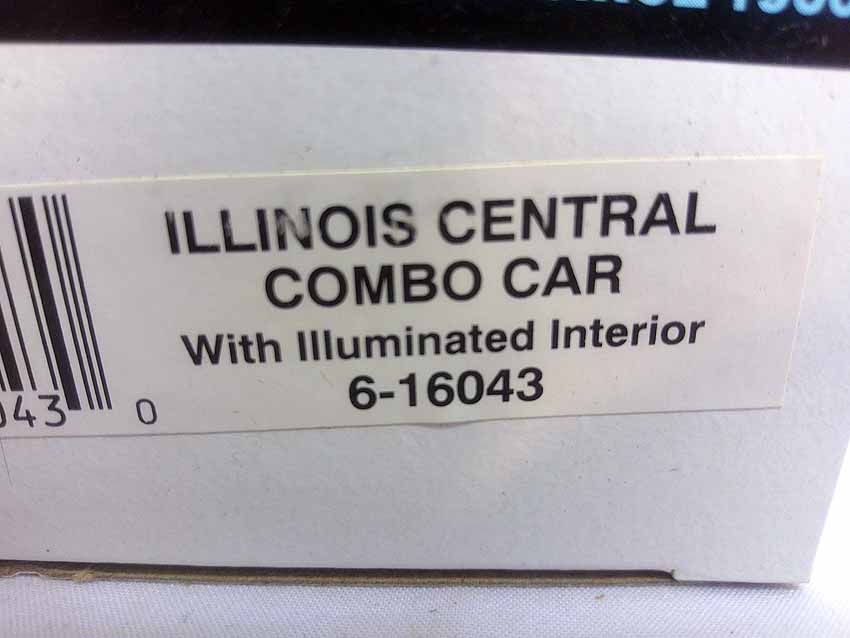 ILLINOIS CENTRAL
COMBO CAR
With Illuminated Interior
6-16043
043 0